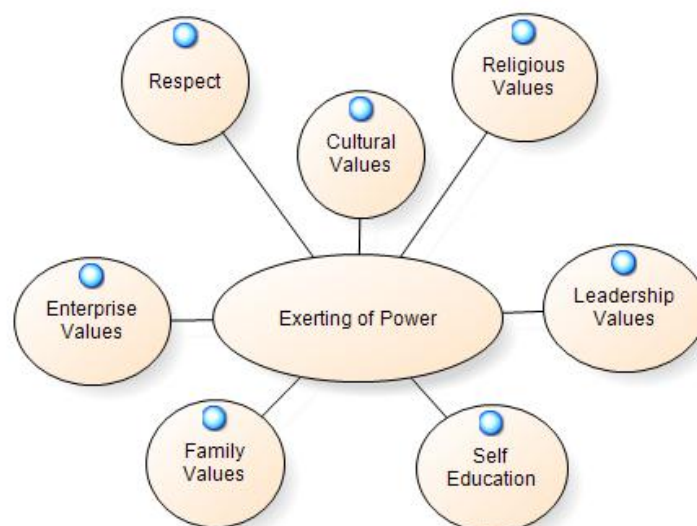 Respect
Religious
Values
Cultural
Values
Enterprise
Values
Exerting of Power
Leadership
Values
Family
Values
Self
Education